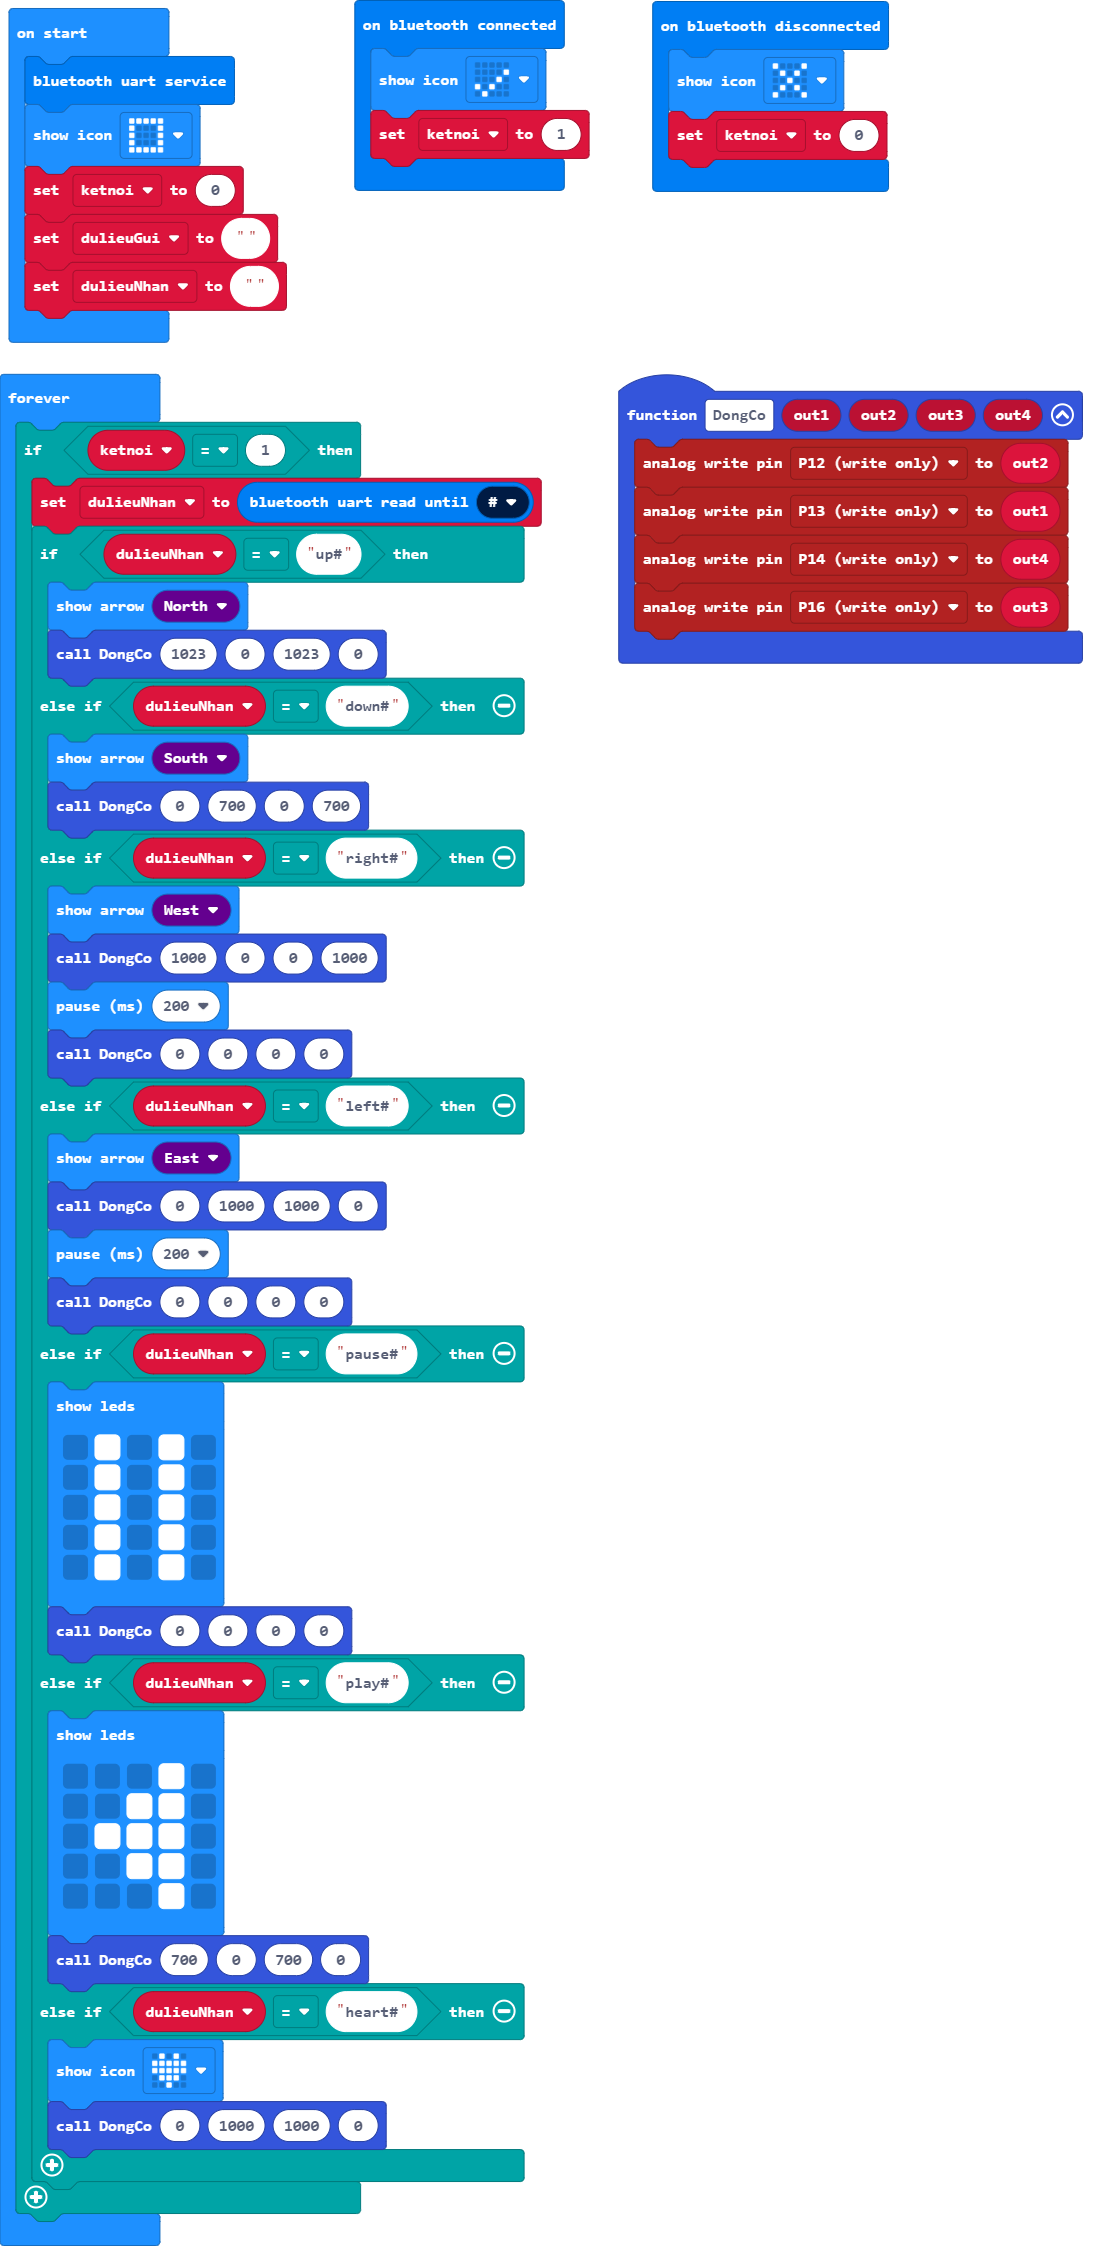 on start
bluetooth uart service
show icon
set ketnoi to 0
set dulieuGui to " "
set dulieuNhan to " "
on bluetooth connected
show icon
set ketnoi to 1
on bluetooth disconnected
show icon
set ketnoi to 0
forever
if ketnoi = 1 then
set dulieuNhan to bluetooth uart read until #
if dulieuNhan = "up#" then
show arrow North
call DongCo 1023 0 1023 0
else if dulieuNhan = "down#" then
show arrow South
call DongCo 0 700 0 700
else if dulieuNhan = "right#" then
show arrow West
call DongCo 1000 0 0 1000
pause (ms) 200
call DongCo 0 0 0 0
else if dulieuNhan = "left#" then
show arrow East
call DongCo 0 1000 1000 0
pause (ms) 200
call DongCo 0 0 0 0
else if dulieuNhan = "pause#" then
show leds
call DongCo 0 0 0 0
else if dulieuNhan = "play#" then
show leds
call DongCo 700 0 700 0
else if dulieuNhan = "heart#" then
show icon
call DongCo 0 1000 1000 0
function DongCo out1 out2 out3 out4
analog write pin P12 (write only) to out2
analog write pin P13 (write only) to out1
analog write pin P14 (write only) to out4
analog write pin P16 (write only) to out3